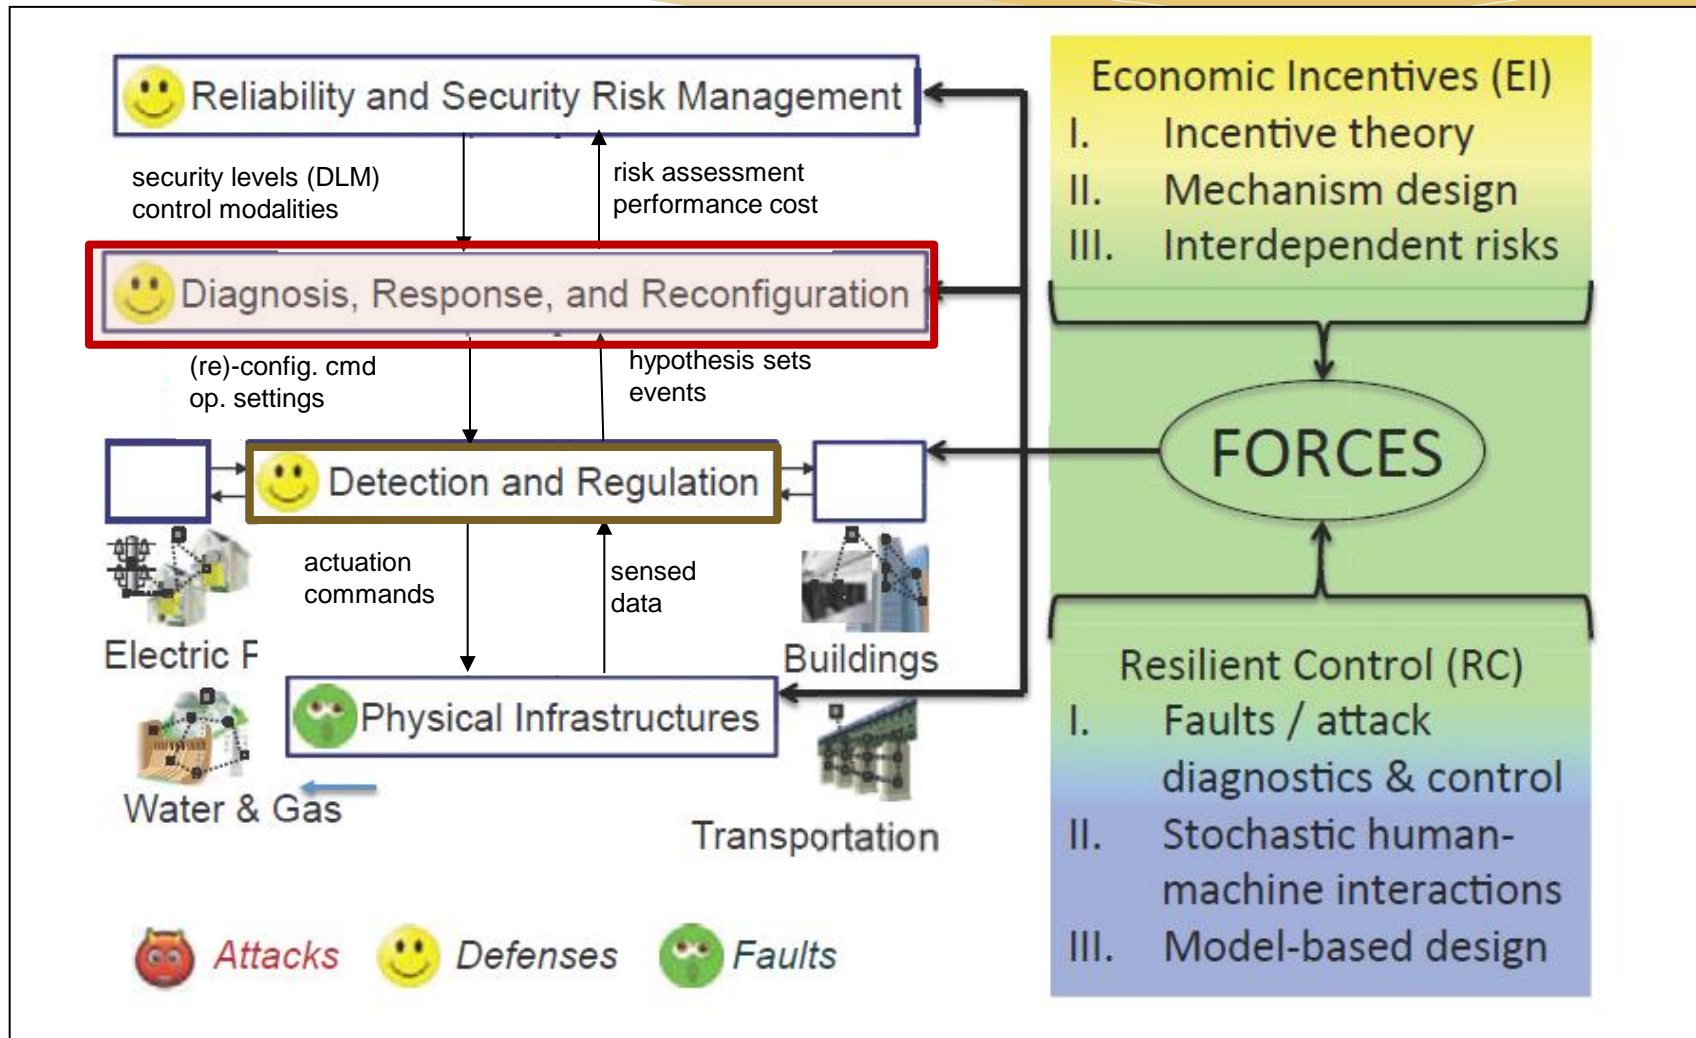 Reliability and Security Risk Management
security levels (DLM)
control modalities
risk assessment
performance cost
Diagnosis, Response, and Reconfiguration
(re)-config. cmd
op. settings
hypothesis sets
events
Detection and Regulation
actuation
commands
sensed
data
Electric P
Buildings
Physical Infrastructures
Water & Gas
Transportation
Attacks
Defenses
Faults
Economic Incentives (EI)
I. Incentive theory
II. Mechanism design
III. Interdependent risks
FORCES
Resilient Control (RC)
I. Faults / attack
diagnostics & control
II. Stochastic human-
machine interactions
III. Model-based design